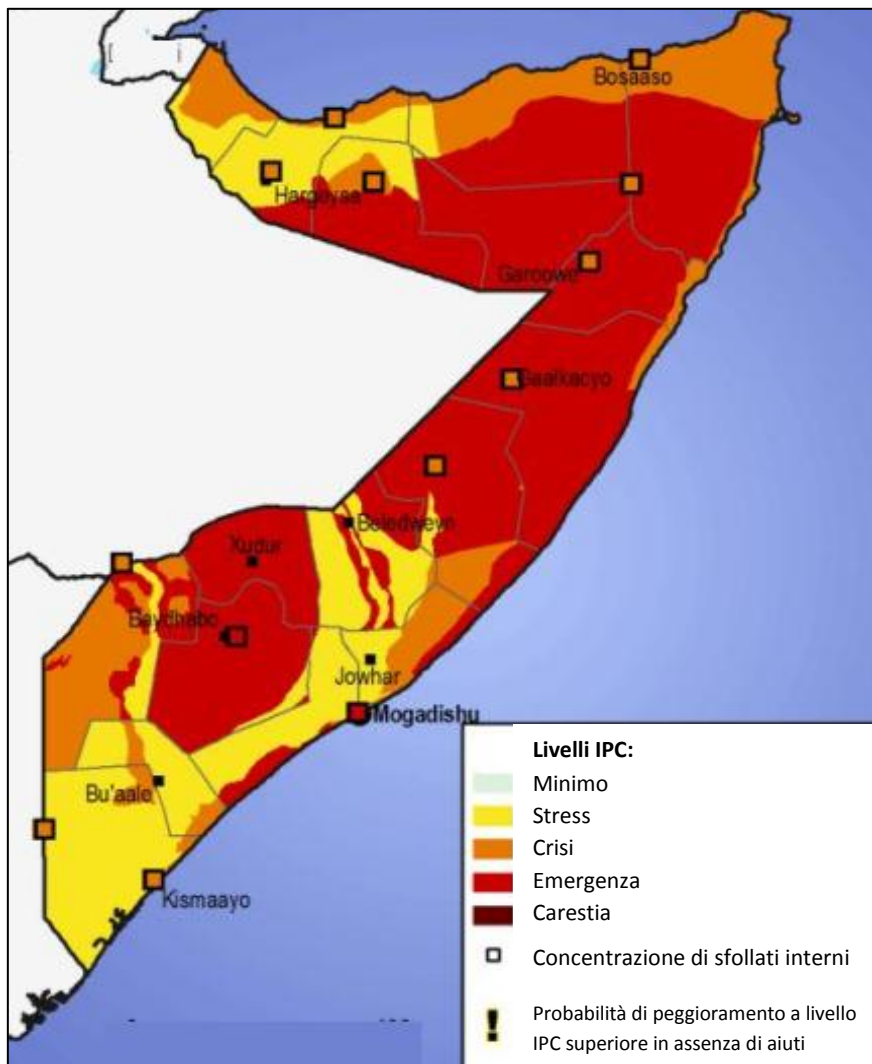 Bosaaso
Hargeysa
Garoowe
Gaalkacyo
Beledweyn
Xudur
Baydhabo
Jowhar
Mogadishu
Bu'aale
Kismaayo
Livelli IPC:
Minimo
Stress
Crisi
Emergenza
Carestia
Concentrazione di sfollati interni
Probabilità di peggioramento a livello
IPC superiore in assenza di aiuti